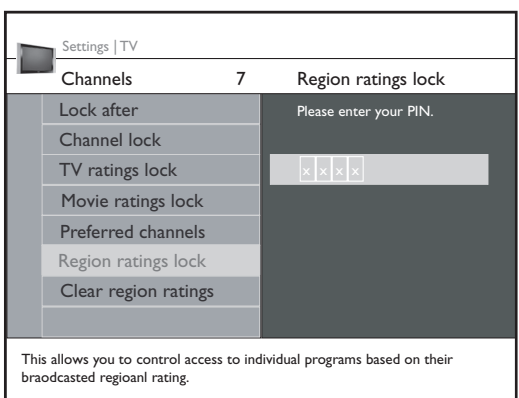 Settings | TV
Channels 7 Region ratings lock
Lock after
Please enter your PIN.
Channel lock
TV ratings lock
x x x x
Movie ratings lock
Preferred channels
Region ratings lock
Clear region ratings
This allows you to control access to individual programs based on their
braodcasted regioanl rating.